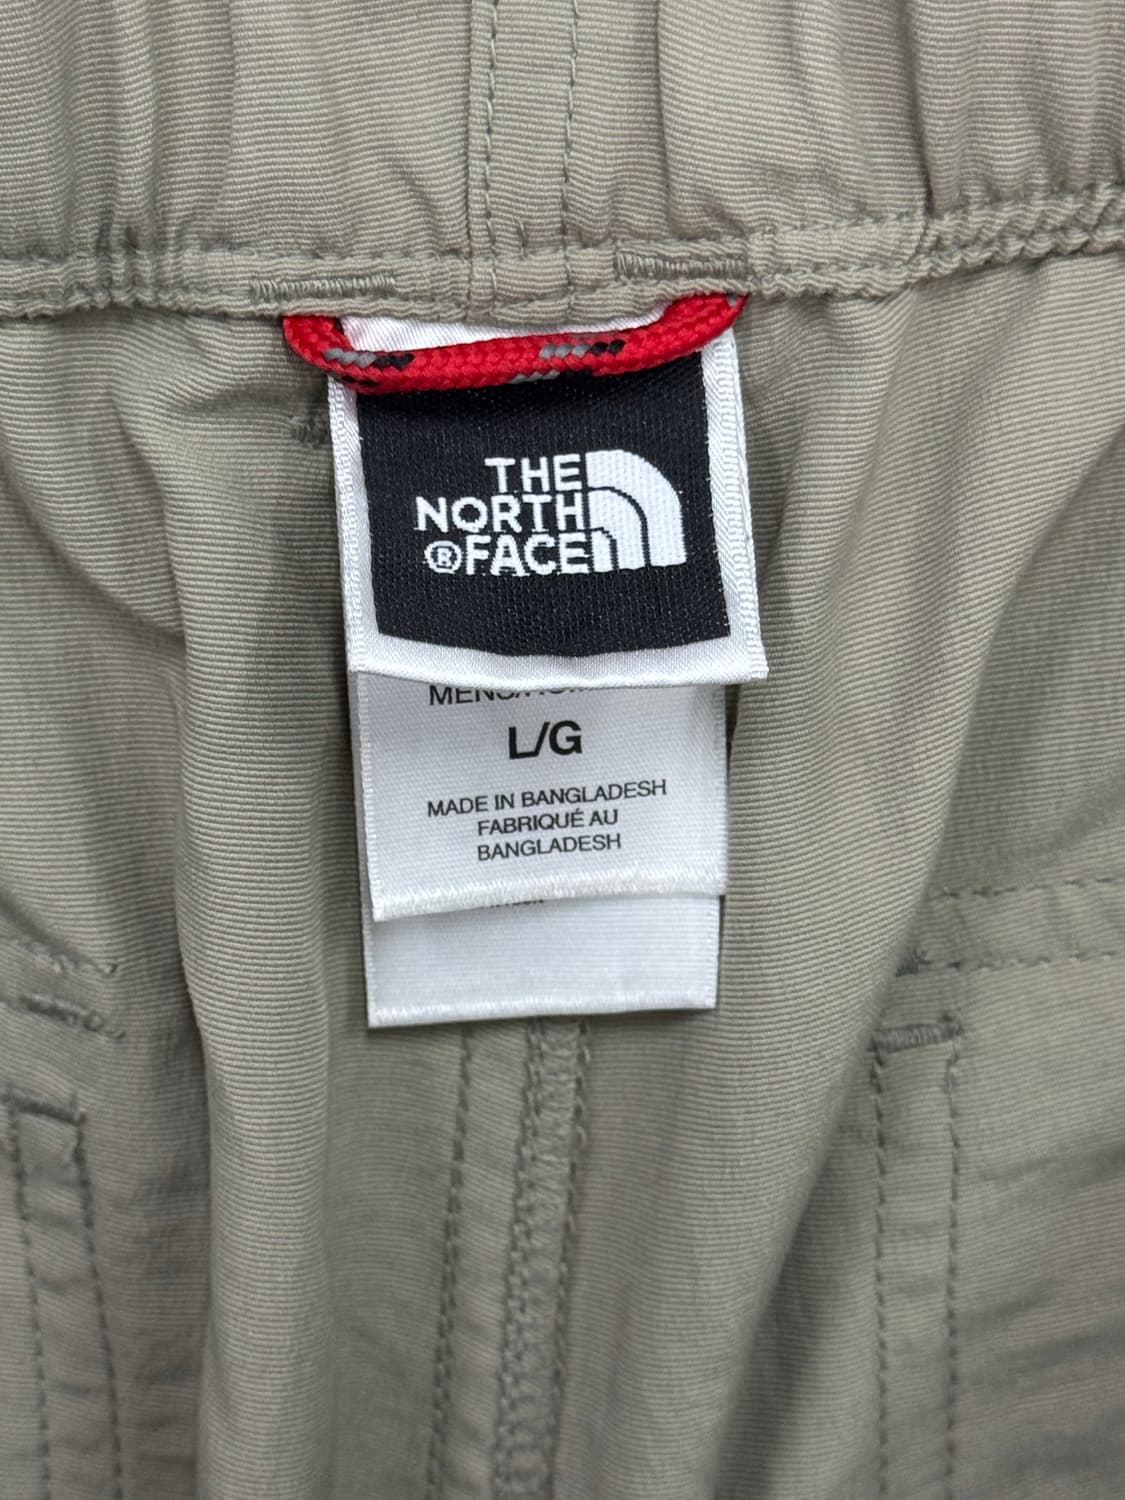 THE
NORTH
®FACE
L/G
MADE IN BANGLADESH
FABRIQUÉ AU
BANGLADESH